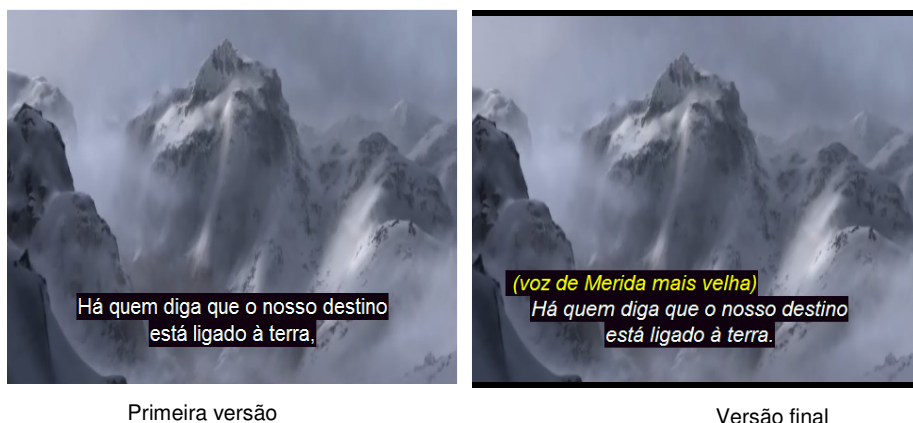 Há quem diga que o nosso destino
está ligado à terra,
Primeira versão
(voz de Merida mais velha)
Há quem diga que o nosso destino
está ligado à terra.
Versão final